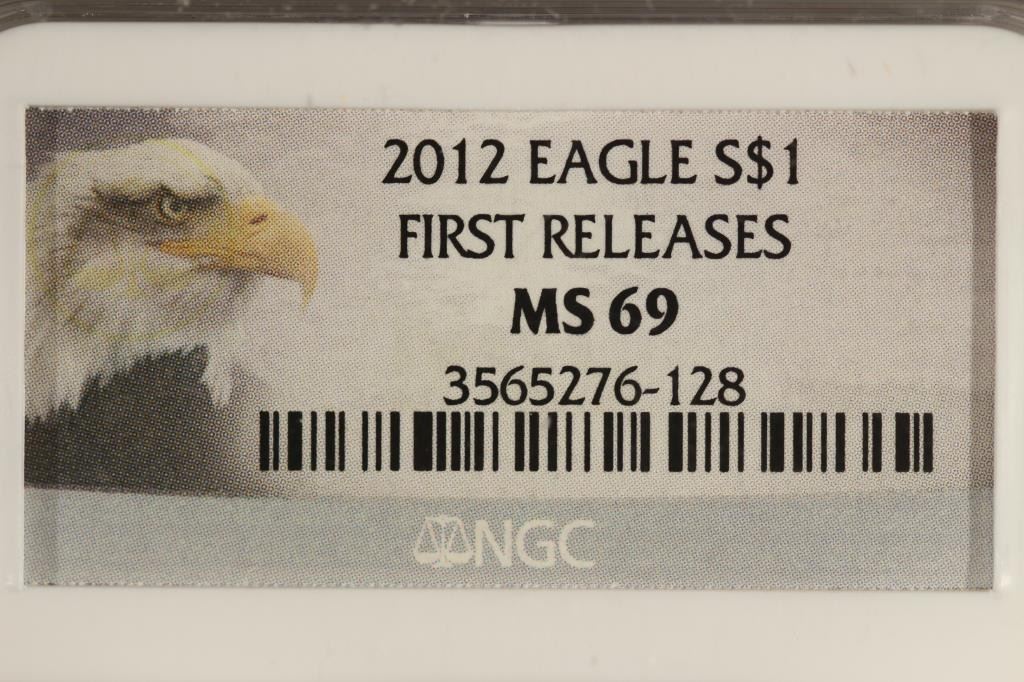 2012 EAGLE S$1
FIRST RELEASES
MS 69
3565276-128
NGC